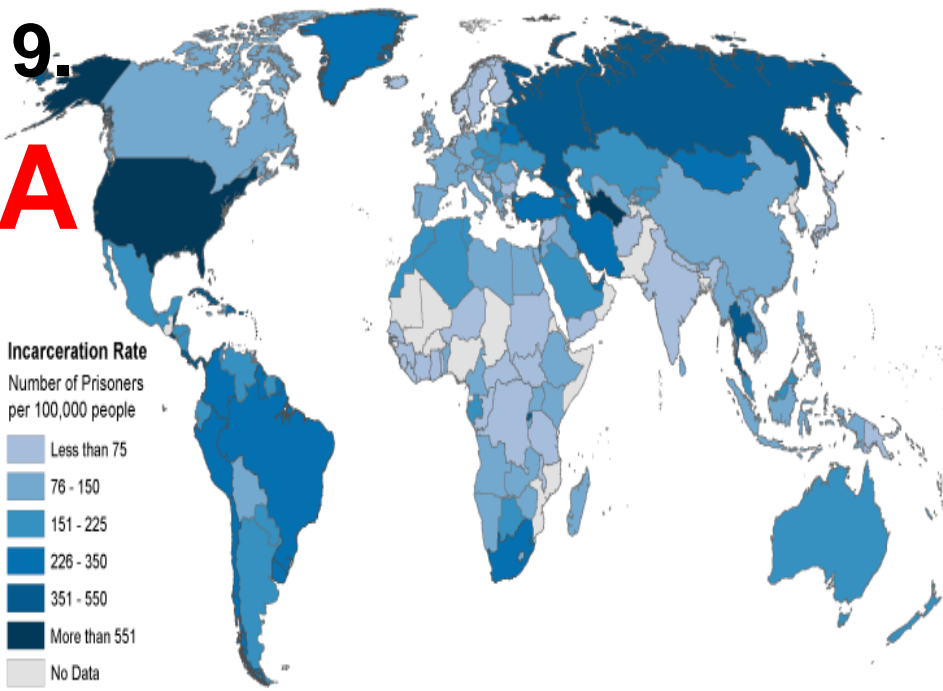 9.
A
Incarceration Rate
Number of Prisoners
per 100,000 people
Less than 75
76 - 150
151 - 225
226 - 350
351 - 550
More than 551
No Data